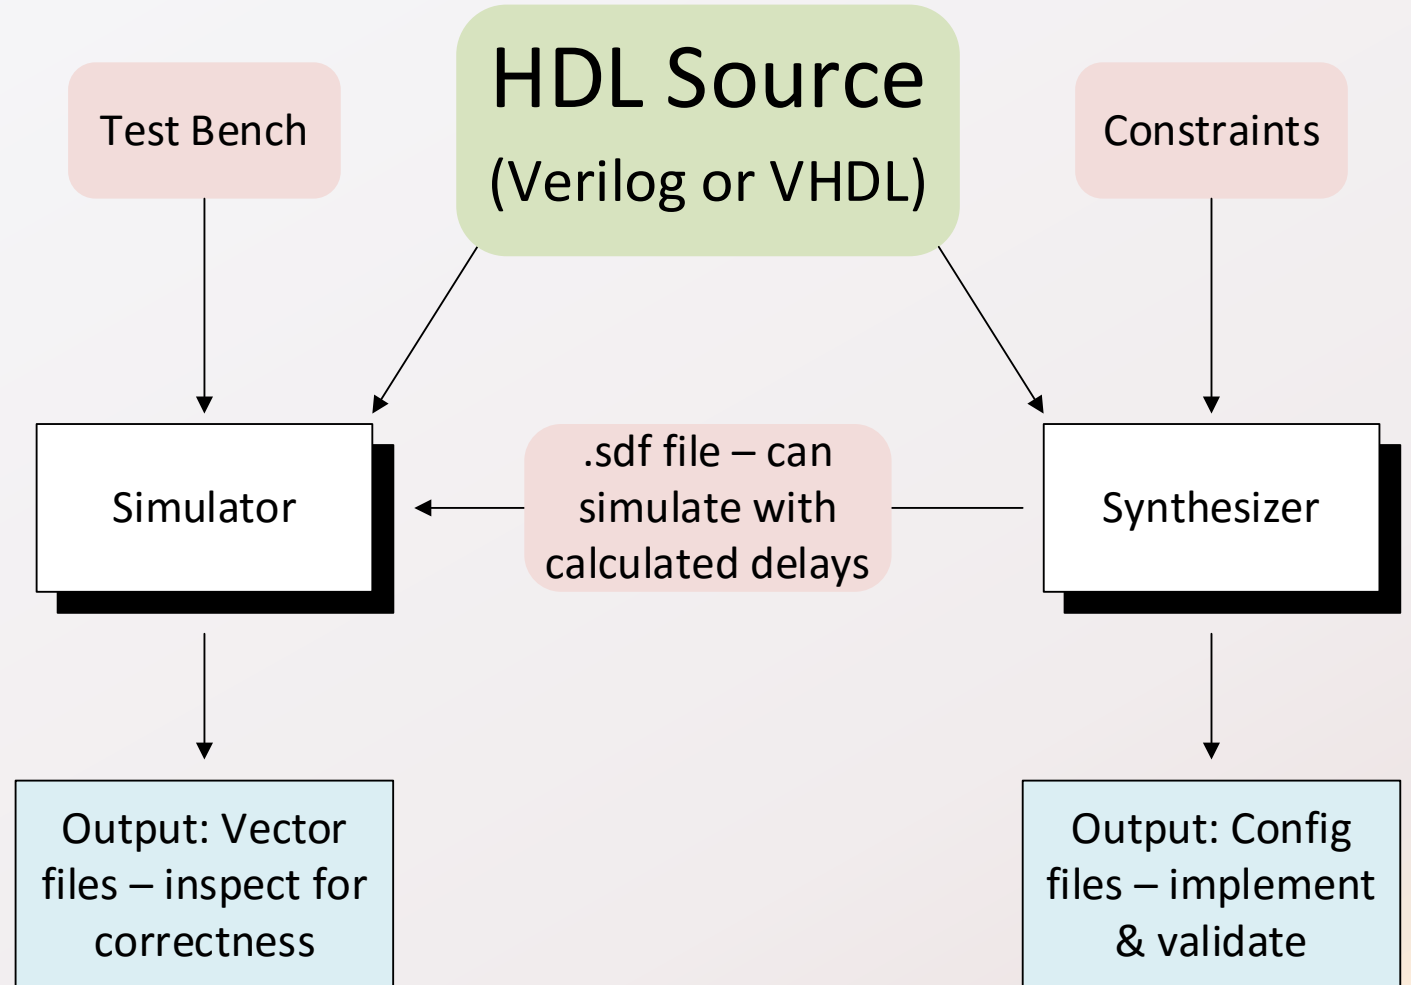 HDL Source
(Verilog or VHDL)
Test Bench
Constraints
Simulator
.sdf file – can
simulate with
calculated delays
Synthesizer
Output: Vector
files – inspect for
correctness
Output: Config
files – implement
& validate